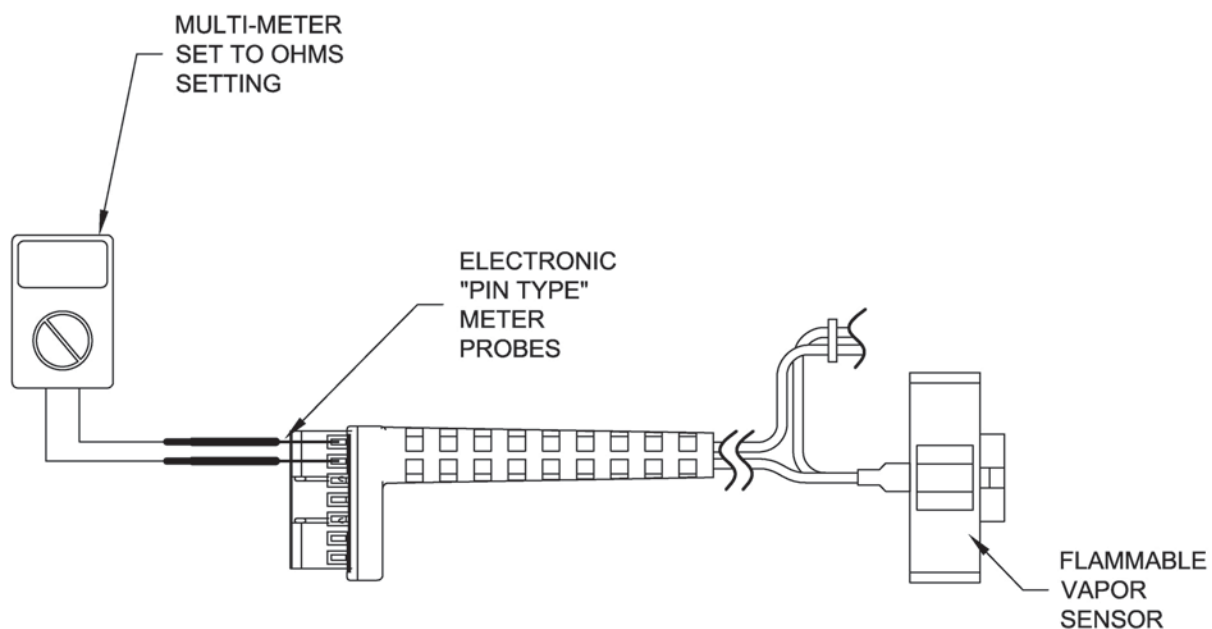 MULTI-METER
SET TO OHMS
SETTING
ELECTRONIC
"PIN TYPE"
METER
PROBES
FLAMMABLE
VAPOR
SENSOR